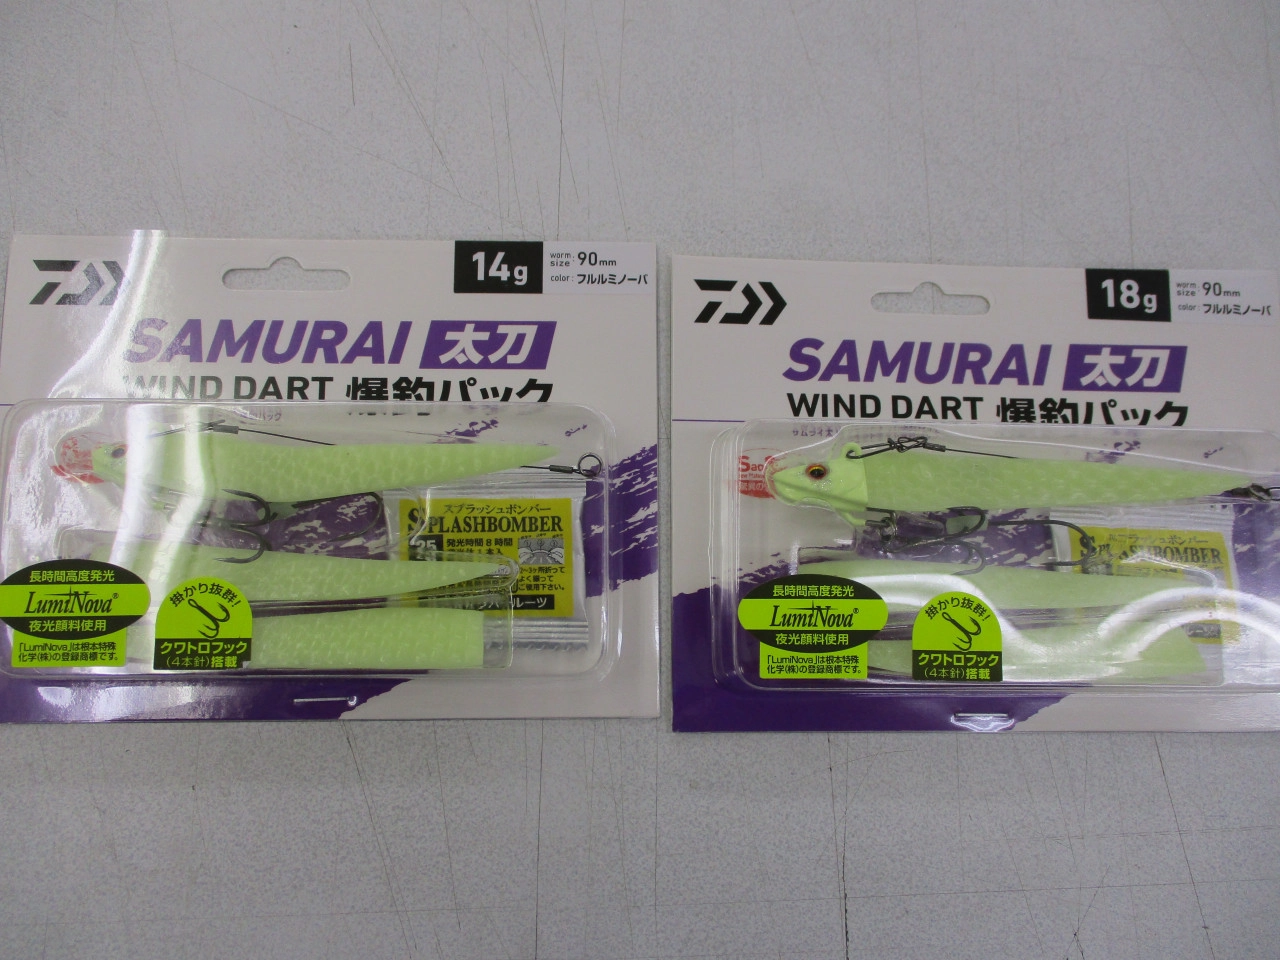 14g
warm size : 90mm
color : フルルミノーバ
SAMURAI 太刀
WIND DART 爆釣パック
スプラッシュボンバー
SPLASHBOMBER
25
発光時間8時間
長時間高度発光
LumiNova®
夜光顔料使用
「LumiNova」は根本特殊
化学(株)の登録商標です。
掛かり抜群!
クワトロフック
(4本針)搭載
18g
warm size : 90mm
color : フルルミノーバ
SAMURAI 太刀
WIND DART 爆釣パック
SPLASHBOMBER
長時間高度発光
LumiNova®
夜光顔料使用
「LumiNova」は根本特殊
化学(株)の登録商標です。
掛かり抜群!
クワトロフック
(4本針)搭載